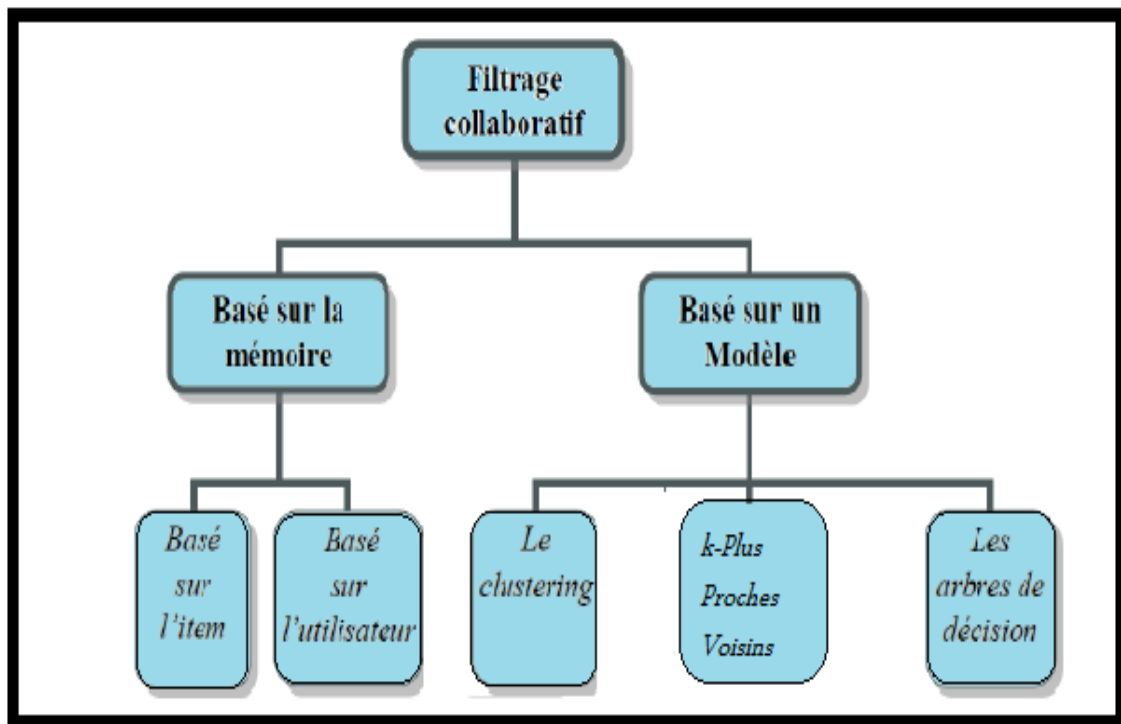 Filtrage
collaboratif
Basé sur la
mémoire
Basé sur un
Modèle
Basé
sur
l'item
Basé
sur
l'utilisateur
Le
clustering
k-Plus
Proches
Voisins
Les
arbres de
décision